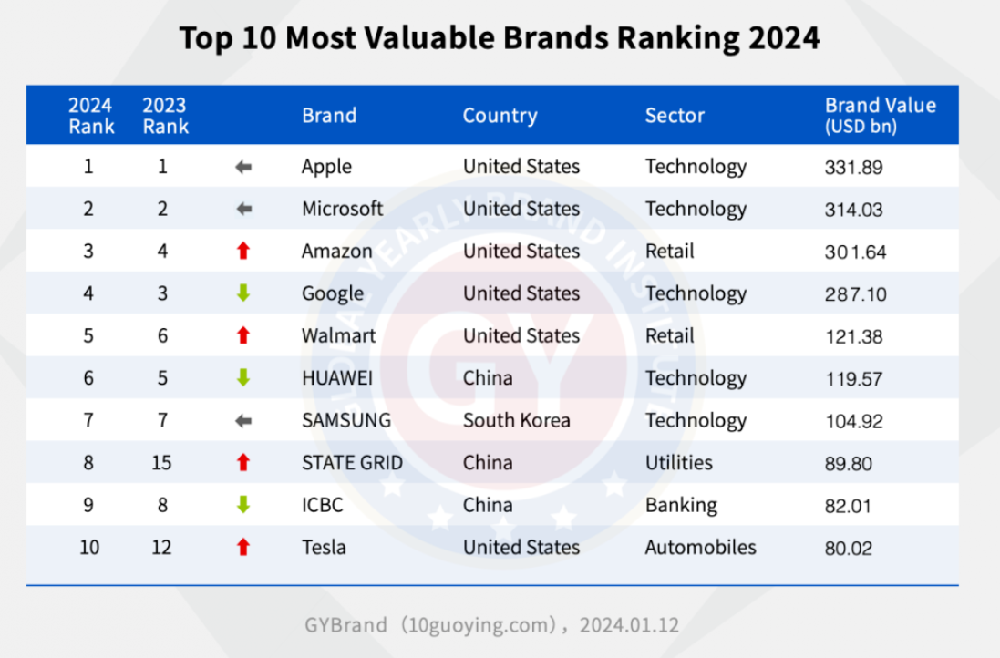 Top 10 Most Valuable Brands Ranking 2024
2024 Rank 2023 Rank Brand Country Sector Brand Value (USD bn)
1 1 Apple United States Technology 331.89
2 2 Microsoft United States Technology 314.03
3 4 Amazon United States Retail 301.64
4 3 Google United States Technology 287.10
5 6 Walmart United States Retail 121.38
6 5 HUAWEI China Technology 119.57
7 7 SAMSUNG South Korea Technology 104.92
8 15 STATE GRID China Utilities 89.80
9 8 ICBC China Banking 82.01
10 12 Tesla United States Automobiles 80.02
GLOBAL YEARLY BRAND INSTITUTE
GY
GYBrand（10guoying.com），2024.01.12